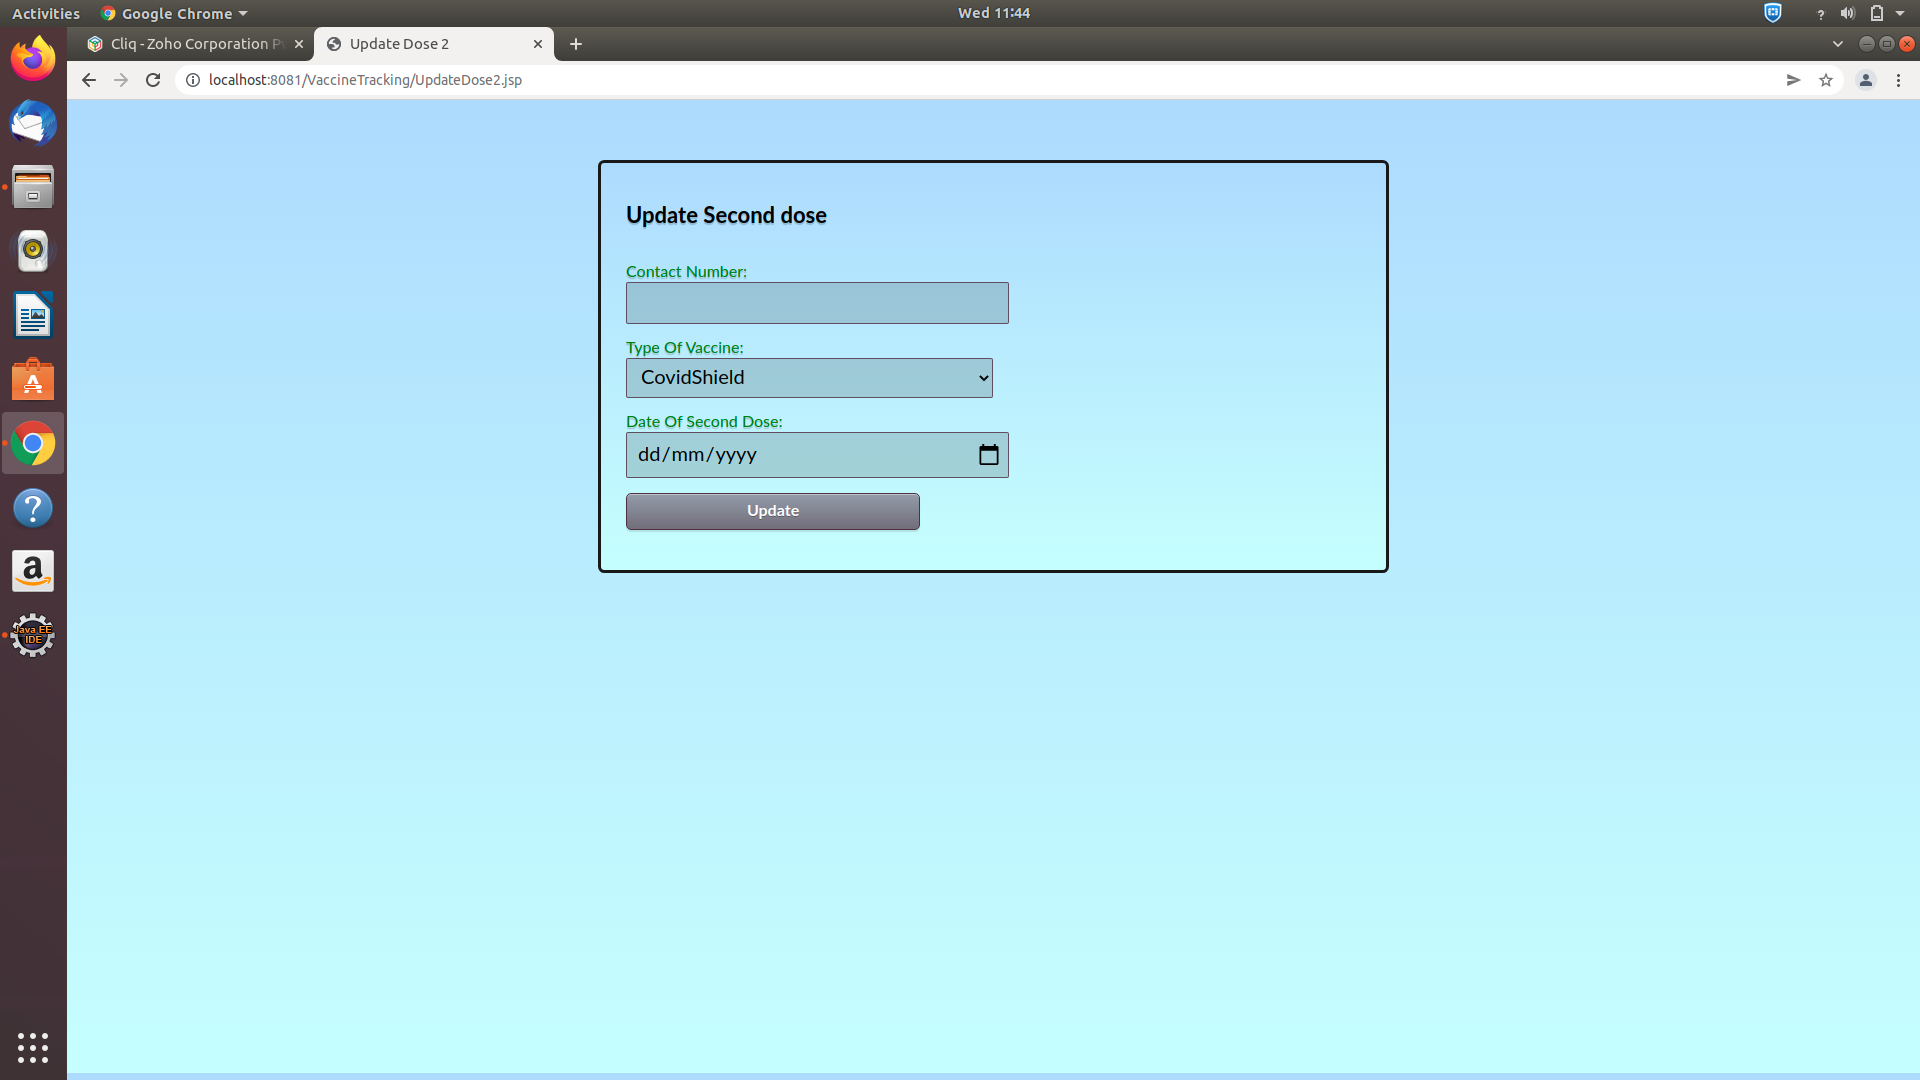 Activities Google Chrome Wed 11:44
Cliq - Zoho Corporation P Update Dose 2
localhost:8081/VaccineTracking/UpdateDose2.jsp
Update Second dose
Contact Number:
Type Of Vaccine:
CovidShield
Date Of Second Dose:
dd/mm/yyyy
Update
Java EE
IDE